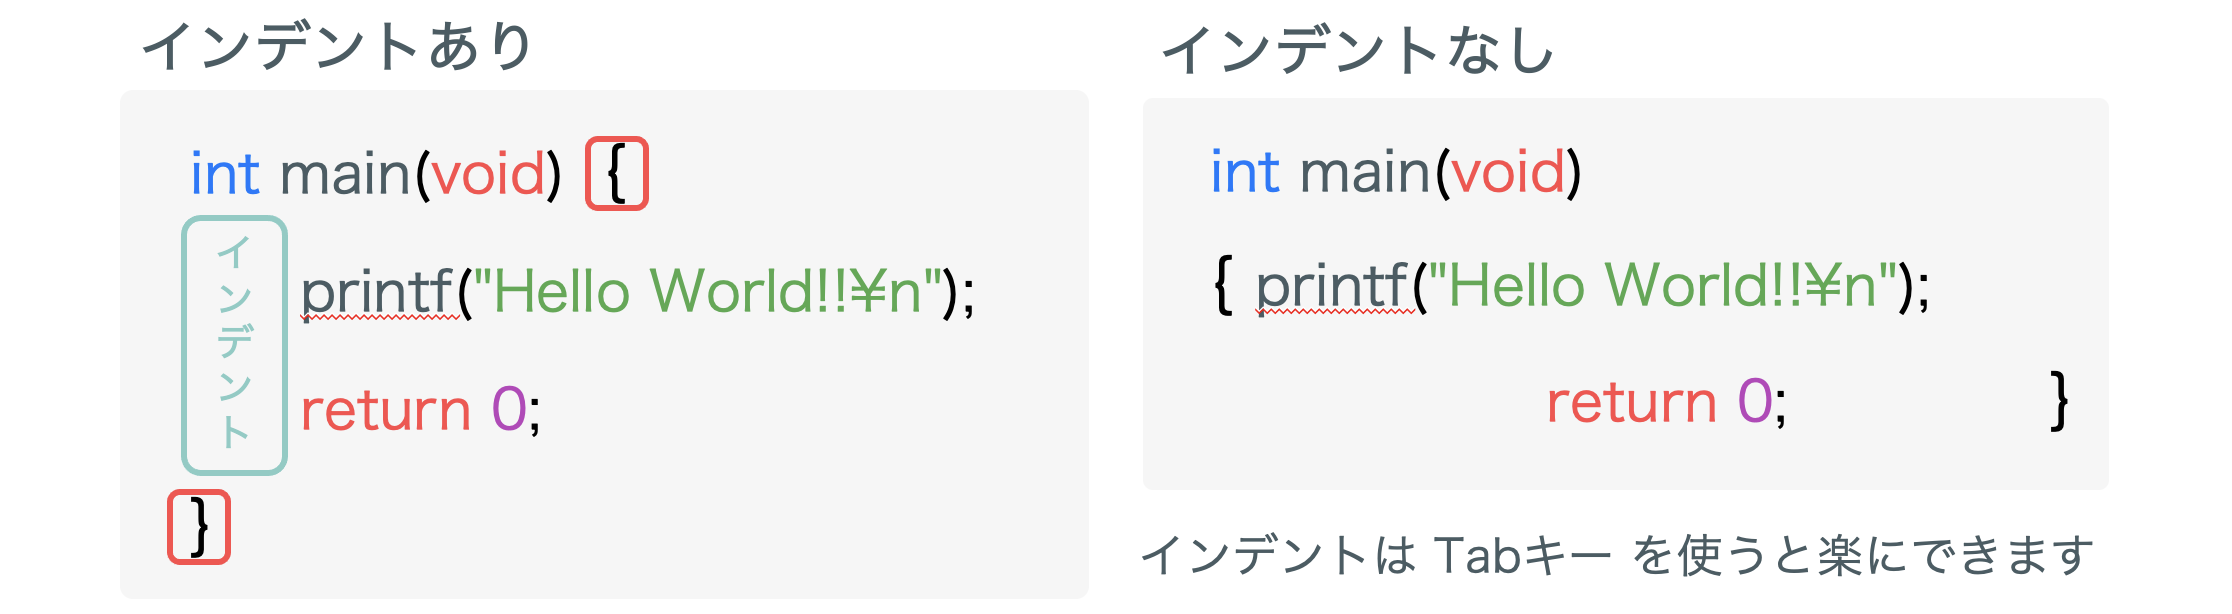 インデントあり
int main(void) {
インデント
printf("Hello World!!¥n");
return 0;
}
インデントなし
int main(void)
{ printf("Hello World!!¥n");
return 0; }
インデントは Tabキー を使うと楽にできます